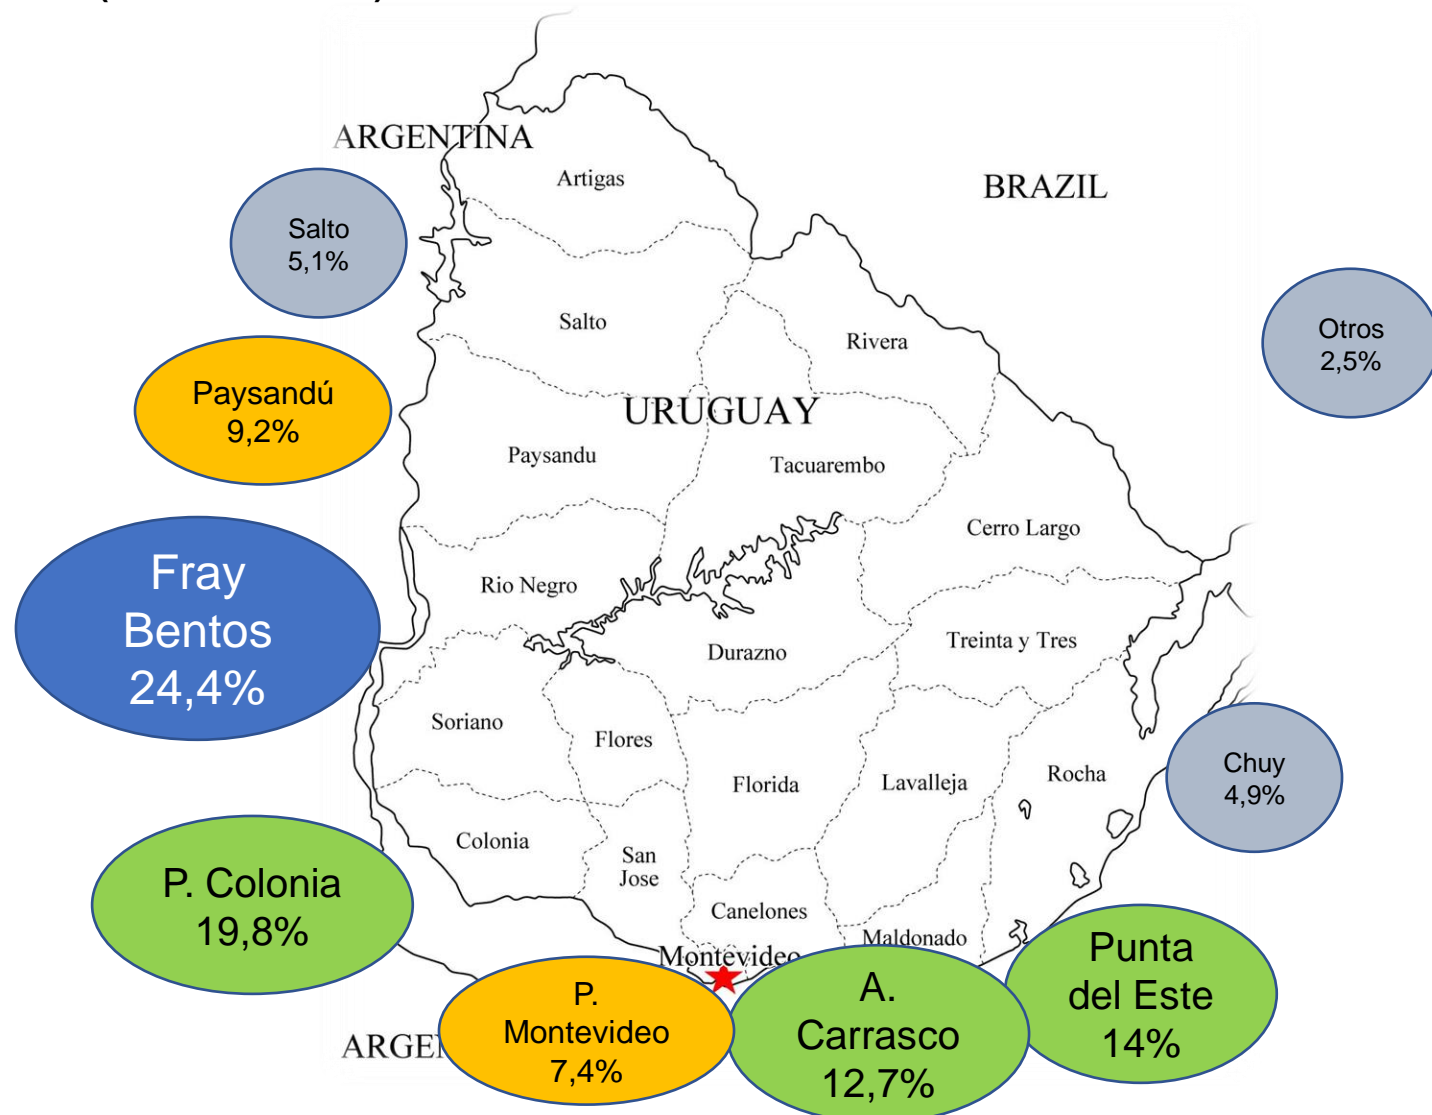 ARGENTINA
Artigas
BRAZIL
Salto
5,1%
Salto
Rivera
Otros
2,5%
Paysandú
9,2%
URUGUAY
Paysandu
Tacuarembo
Cerro Largo
Fray
Bentos
24,4%
Rio Negro
Durazno
Treinta y Tres
Soriano
Flores
Florida
Lavalleja
Rocha
Chuy
4,9%
Colonia
San
Jose
P. Colonia
19,8%
Canelones
Maldonado
Montevideo
Punta
del Este
14%
P.
Montevideo
7,4%
A.
Carrasco
12,7%
ARGE